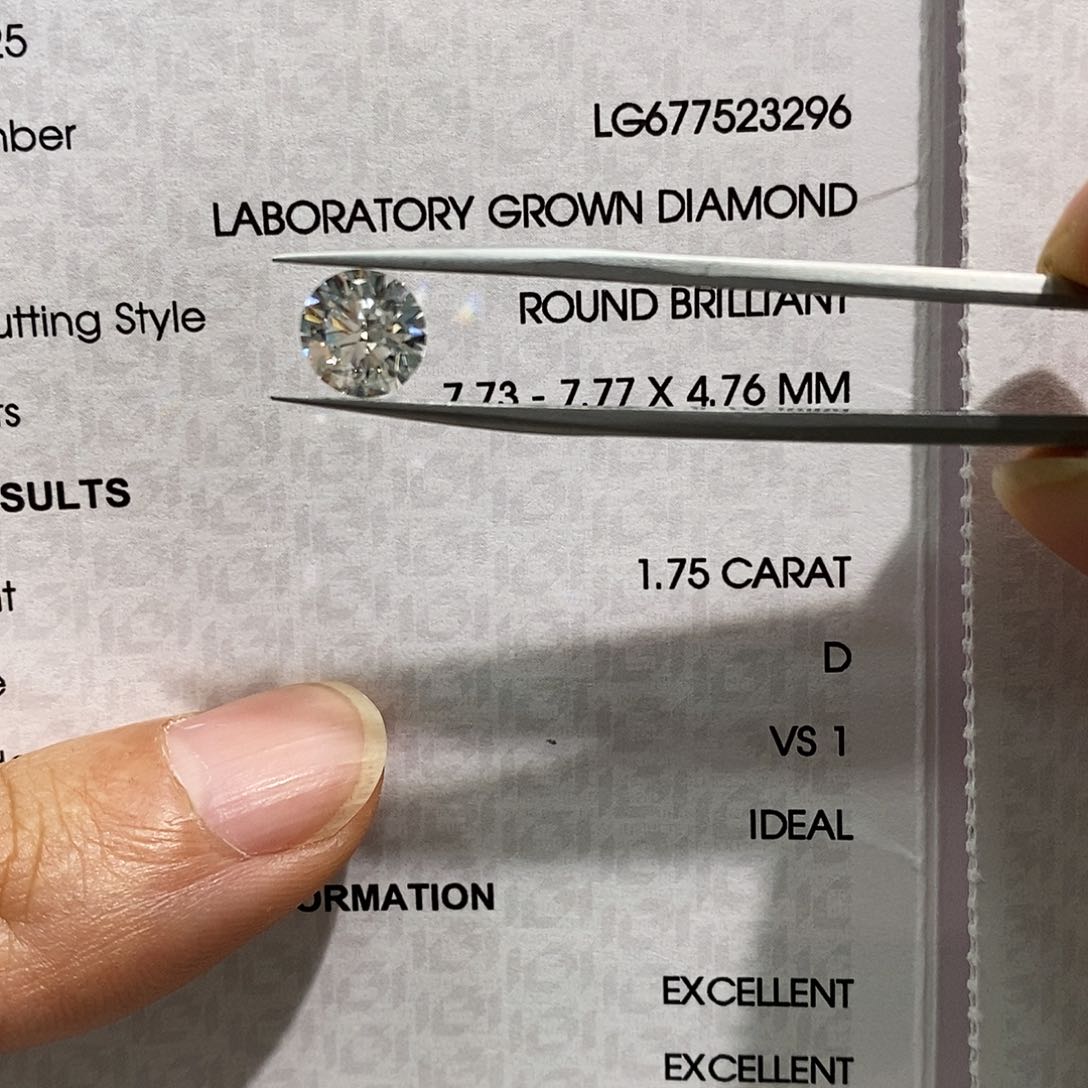 25
nber
LG677523296
LABORATORY GROWN DIAMOND
utting Style
ROUND BRILLIANT
rs
7.73 - 7.77 X 4.76 MM
SULTS
1.75 CARAT
t
D
e
VS 1
IDEAL
ORMATION
EXCELLENT
EXCELLENT